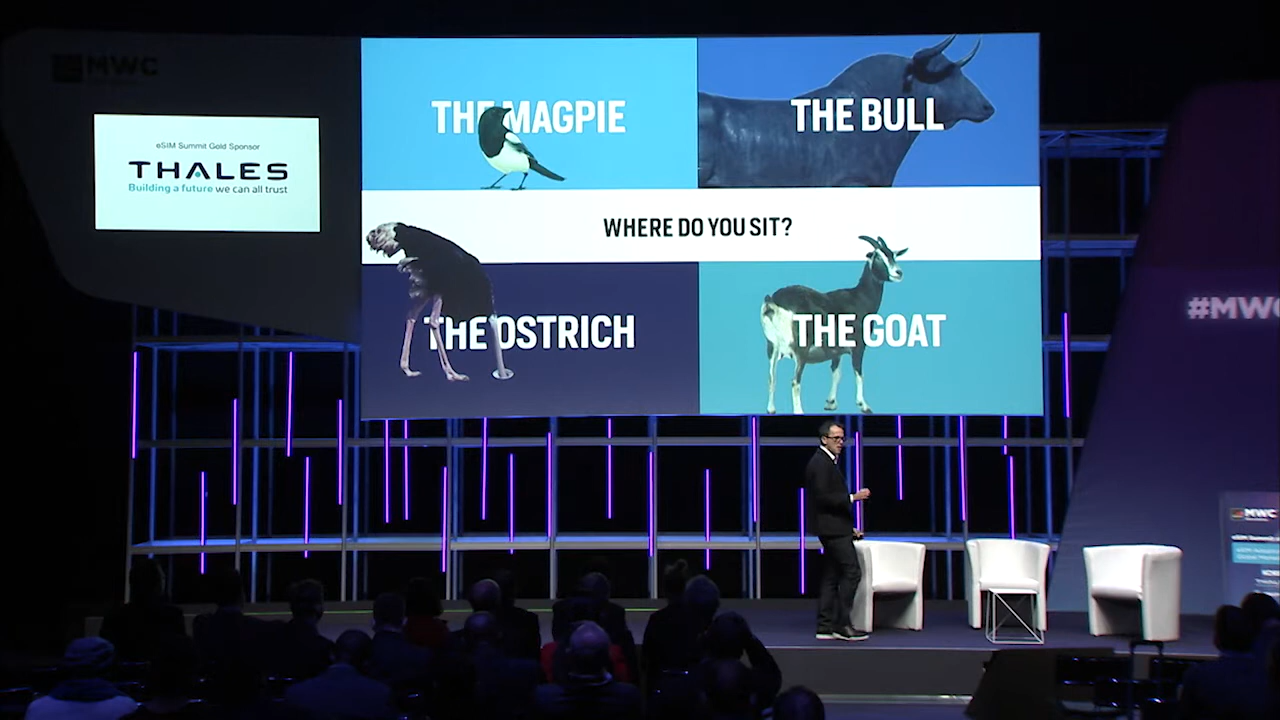 MWC
eSIM Summit Gold Sponsor
THALES
Building a future we can all trust
THE MAGPIE
THE BULL
WHERE DO YOU SIT?
THE OSTRICH
THE GOAT
#MWC
MWC